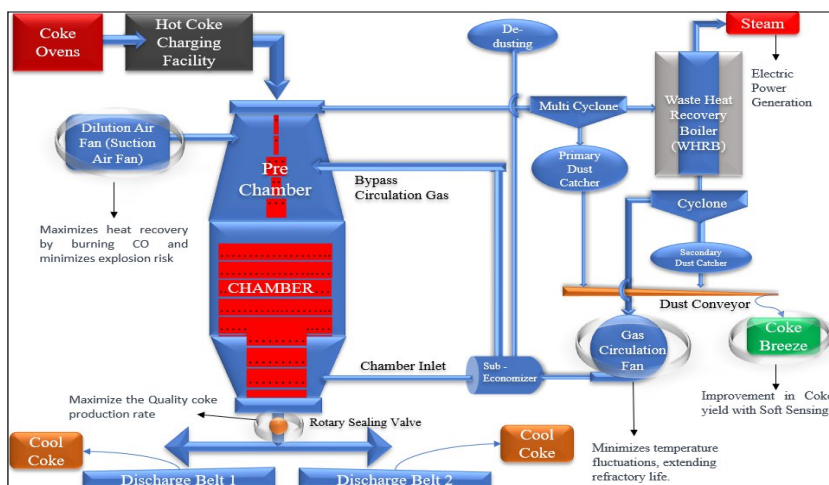 Coke
Ovens
Hot Coke
Charging
Facility
De-
dusting
Steam
Electric
Power
Generation
Dilution Air
Fan (Suction
Air Fan)
Pre
Chamber
Bypass
Circulation Gas
Multi Cyclone
Waste Heat
Recovery
Boiler
(WHRB)
Primary
Dust
Catcher
Cyclone
Secondary
Dust Catcher
Maximizes heat recovery
by burning CO and
minimizes explosion risk
CHAMBER
Dust Conveyor
Coke
Breeze
Gas
Circulation
Fan
Chamber Inlet
Sub -
Economizer
Improvement in Coke
yield with Soft Sensing
Maximize the Quality coke
production rate
Rotary Sealing Valve
Minimizes temperature
fluctuations, extending
refractory life.
Cool
Coke
Cool
Coke
Discharge Belt 1
Discharge Belt 2